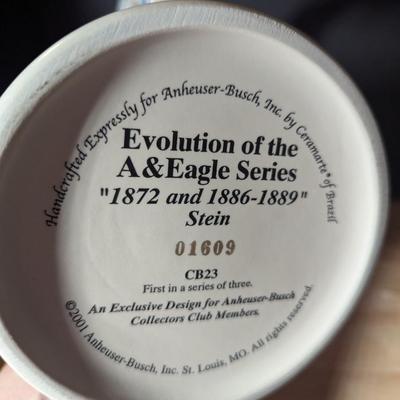 Handcrafted Expressly for Anheuser-Busch, Inc. by Ceramarte® of Brazil
Evolution of the
A & Eagle Series
"1872 and 1886-1889"
Stein
01609
CB23
First in a series of three.
An Exclusive Design for Anheuser-Busch
Collectors Club Members.
©2001 Anheuser-Busch, Inc. St. Louis, MO. All rights reserved.